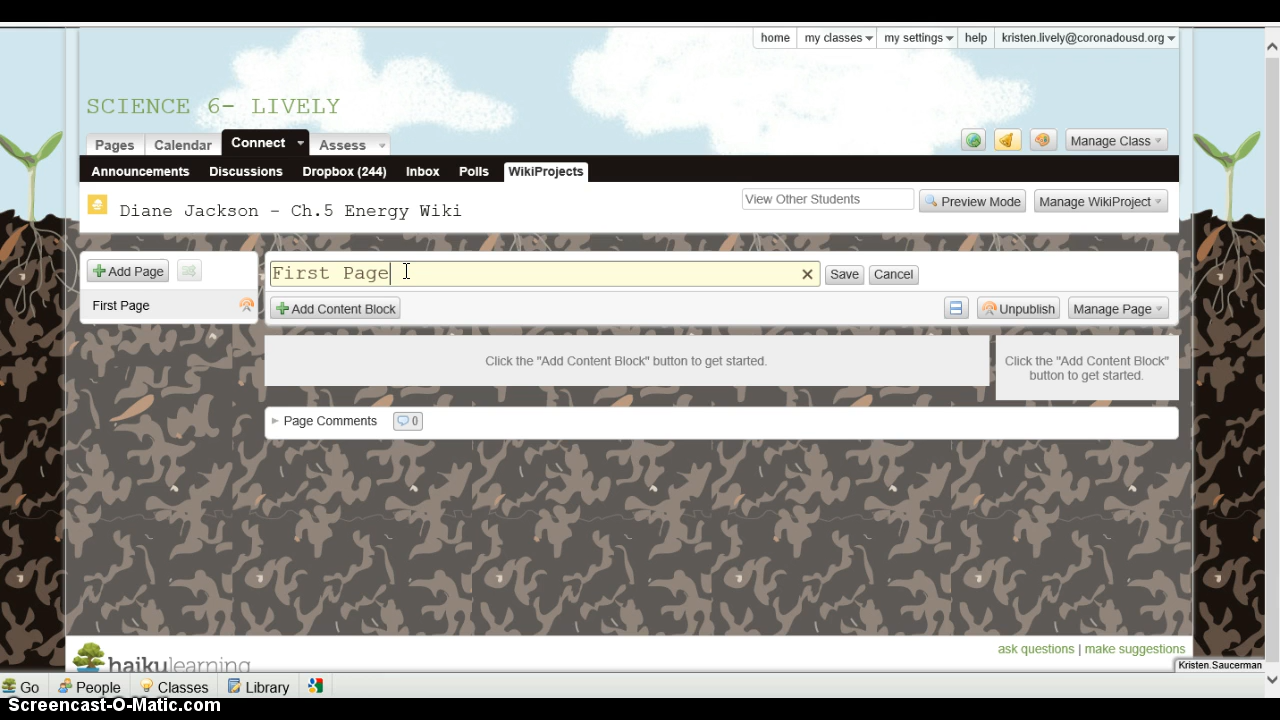 home my classes my settings help kristen.lively@coronadousd.org
SCIENCE 6- LIVELY
Pages Calendar Connect Assess Manage Class
Announcements Discussions Dropbox (244) Inbox Polls WikiProjects
Diane Jackson - Ch.5 Energy Wiki View Other Students Preview Mode Manage WikiProject
Add Page First Page Save Cancel
First Page Add Content Block Unpublish Manage Page
Click the "Add Content Block" button to get started. Click the "Add Content Block"
button to get started.
Page Comments 0
ask questions | make suggestions
haikulearning Kristen.Saucerman
Go People Classes Library
Screencast-O-Matic.com